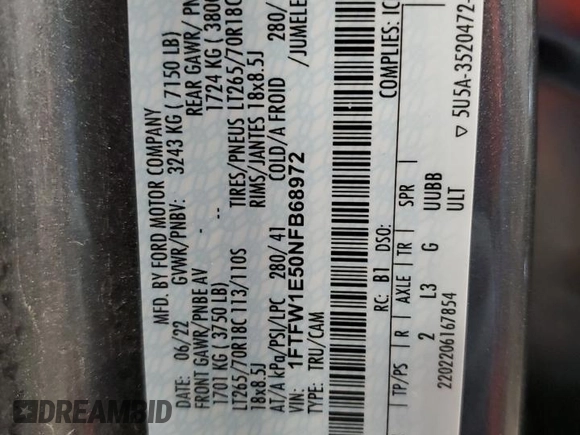 MFD. BY FORD MOTOR COMPANY
DATE: 06/22 GVWR/PNBV: 3243 KG ( 7150 LB)
FRONT GAWR/PNBE AV REAR GAWR/
1701 KG ( 3750 LB) - --- 1724 KG ( 380
LT265/70R18C 113/110S TIRES/PNEUS LT265/70R18C
18x8.5J RIMS/JANTES 18x8.5J
AT/A kPa/PSI/LPC 280/ 41 COLD/A FROID 280/
VIN: 1FTFW1E50NFB68972 /JUMELE
TYPE: TRU/CAM
COMPLIES: IC
RC: B1 DSO:
TP/PS R AXLE TR SPR
2 L3 G UUBB
2202206167854 ULT
▽ 5U5A-3520472-
DREAMBID